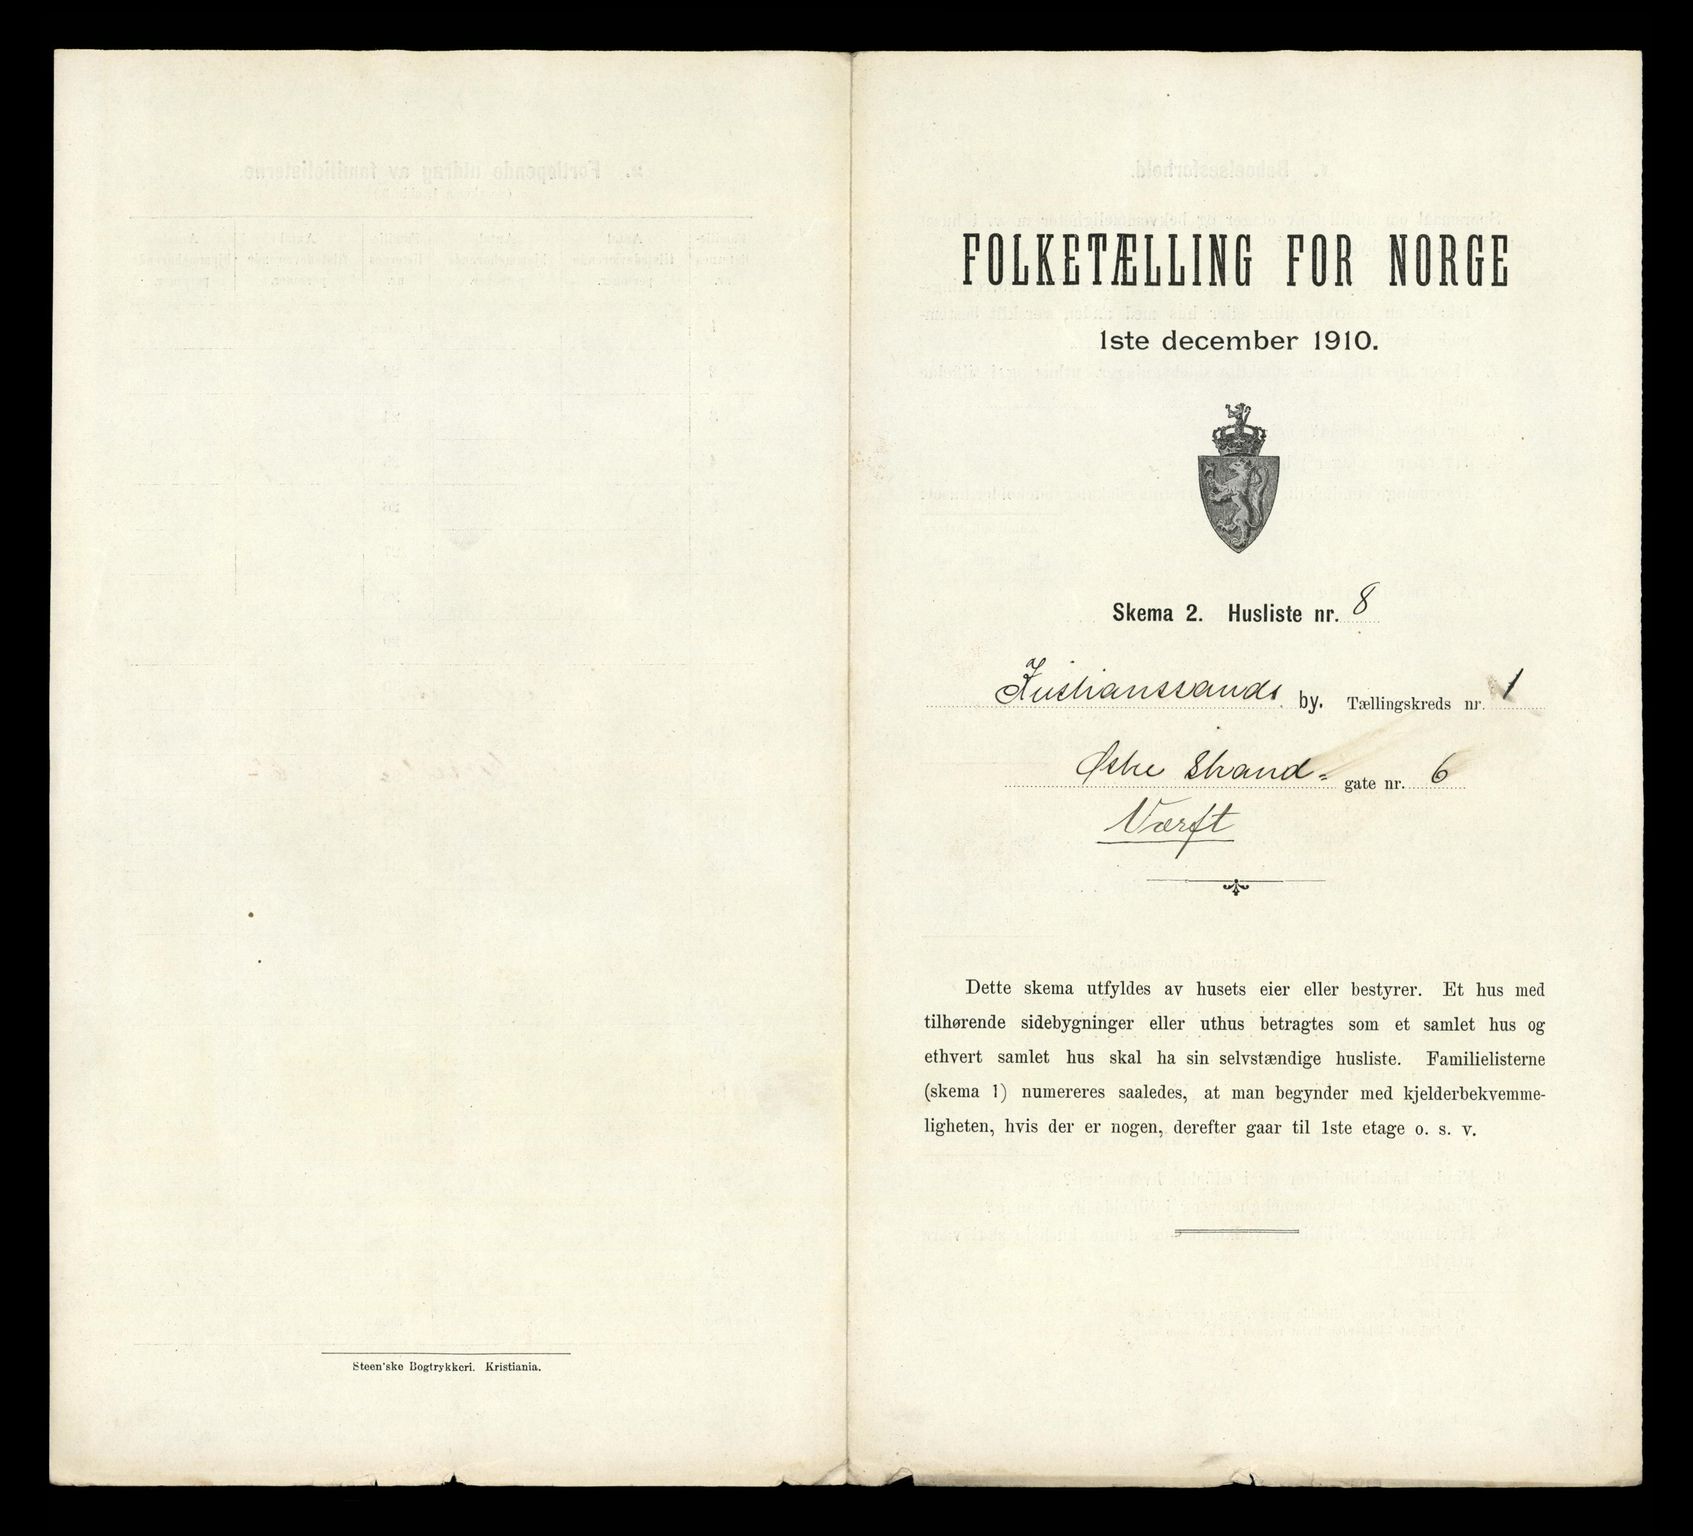 FOLKETÆLLING FOR NORGE
1ste december 1910.
Skema 2. Husliste nr. 8
Kristianssands by. Tællingskreds nr. 1
Østre Strand- gate nr. 6
Værft
Dette skema utfyldes av husets eier eller bestyrer. Et hus med
tilhørende sidebygninger eller uthus betragtes som et samlet hus og
ethvert samlet hus skal ha sin selvstændige husliste. Familielisterne
(skema 1) numereres saaledes, at man begynder med kjelderbekvemme-
ligheten, hvis der er nogen, derefter gaar til 1ste etage o. s. v.
Steen'ske Bogtrykkeri. Kristiania.